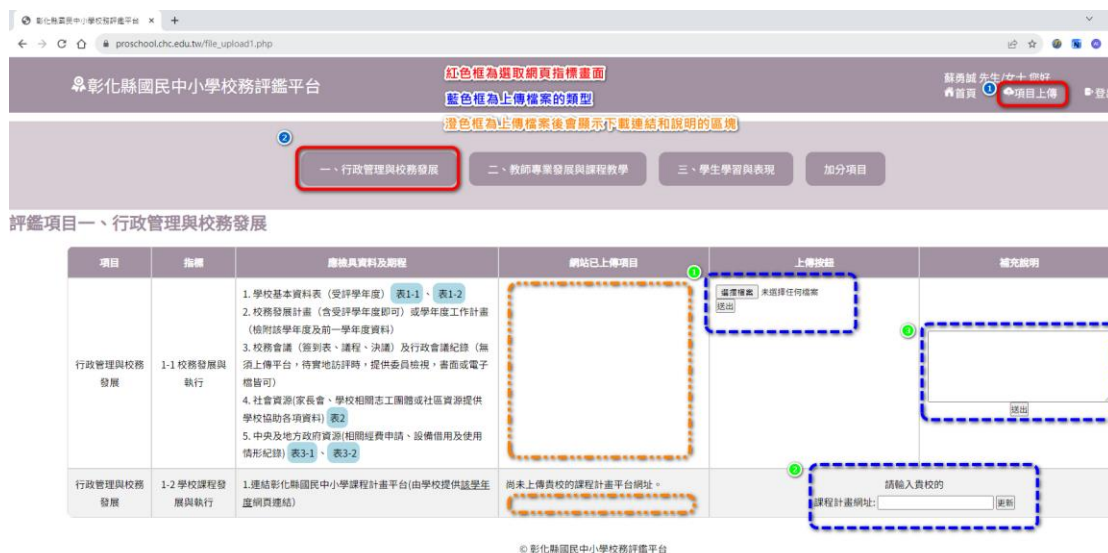 彰化縣國民中小學校務評鑑平台
proschool.chc.edu.tw/file_upload1.php
彰化縣國民中小學校務評鑑平台
紅色框為選取網頁指標畫面
藍色框為上傳檔案的類型
澄色框為上傳檔案後會顯示下載連結和說明的區塊
蘇勇誠 先生/女士 您好
首頁 1 項目上傳 登
2
一、行政管理與校務發展 二、教師專業發展與課程教學 三、學生學習與表現 加分項目
評鑑項目一、行政管理與校務發展
項目 指標 應檢具資料及期程 網站已上傳項目 上傳按鈕 補充說明
行政管理與校務
發展
1-1 校務發展與
執行
1. 學校基本資料表（受評學年度） 表1-1 、 表1-2
2. 校務發展計畫（含受評學年度即可）或學年度工作計畫
（檢附該學年度及前一學年度資料）
3. 校務會議（簽到表、議程、決議）及行政會議紀錄（無
須上傳平台，待實地訪評時，提供委員檢視，書面或電子
檔皆可）
4. 社會資源(家長會、學校相關志工團體或社區資源提供
學校協助各項資料) 表2
5. 中央及地方政府資源(相關經費申請、設備借用及使用
情形紀錄) 表3-1 、 表3-2
1
選擇檔案 未選擇任何檔案
送出
3
送出
行政管理與校務
發展
1-2 學校課程發
展與執行
1.連結彰化縣國民中小學課程計畫平台(由學校提供該學年
度網頁連結)
尚未上傳貴校的課程計畫平台網址。
2
請輸入貴校的
課程計畫網址: 更新
© 彰化縣國民中小學校務評鑑平台